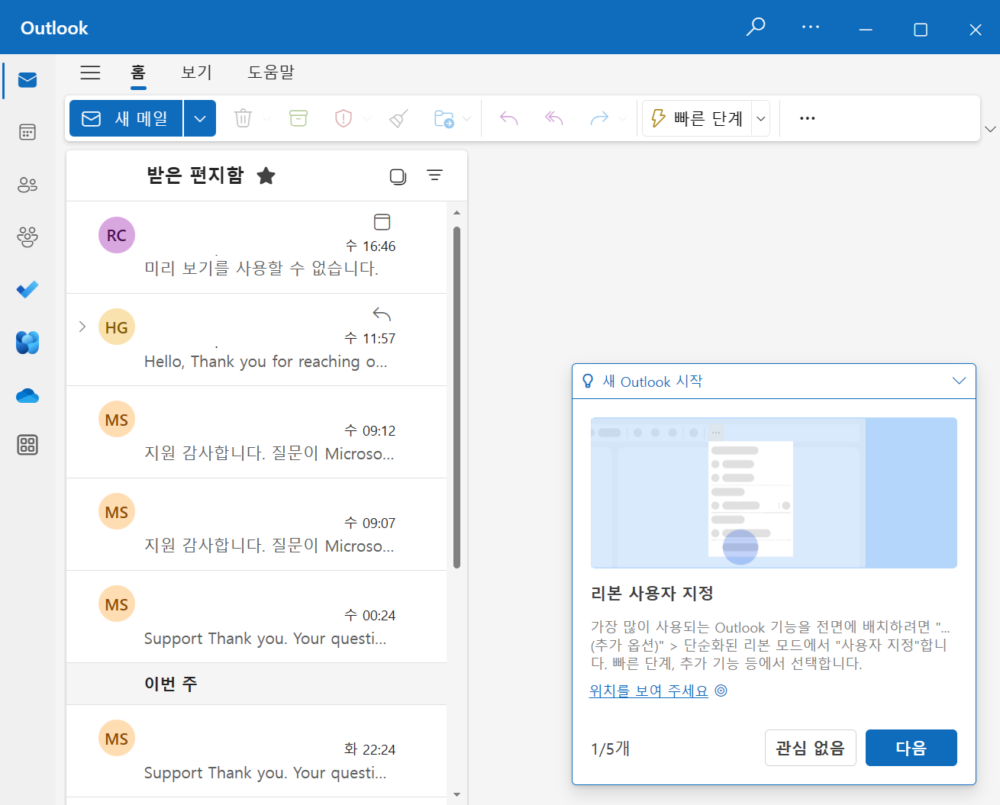 Outlook
홈 보기 도움말
새 메일
빠른 단계
받은 편지함
RC
수 16:46
미리 보기를 사용할 수 없습니다.
HG
수 11:57
Hello, Thank you for reaching o...
MS
수 09:12
지원 감사합니다. 질문이 Microso...
MS
수 09:07
지원 감사합니다. 질문이 Microso...
MS
수 00:24
Support Thank you. Your questi...
이번 주
MS
화 22:24
Support Thank you. Your questi...
새 Outlook 시작
리본 사용자 지정
가장 많이 사용되는 Outlook 기능을 전면에 배치하려면 "...
(추가 옵션)" > 단순화된 리본 모드에서 "사용자 지정"합니
다. 빠른 단계, 추가 기능 등에서 선택합니다.
위치를 보여 주세요
1/5개
관심 없음
다음